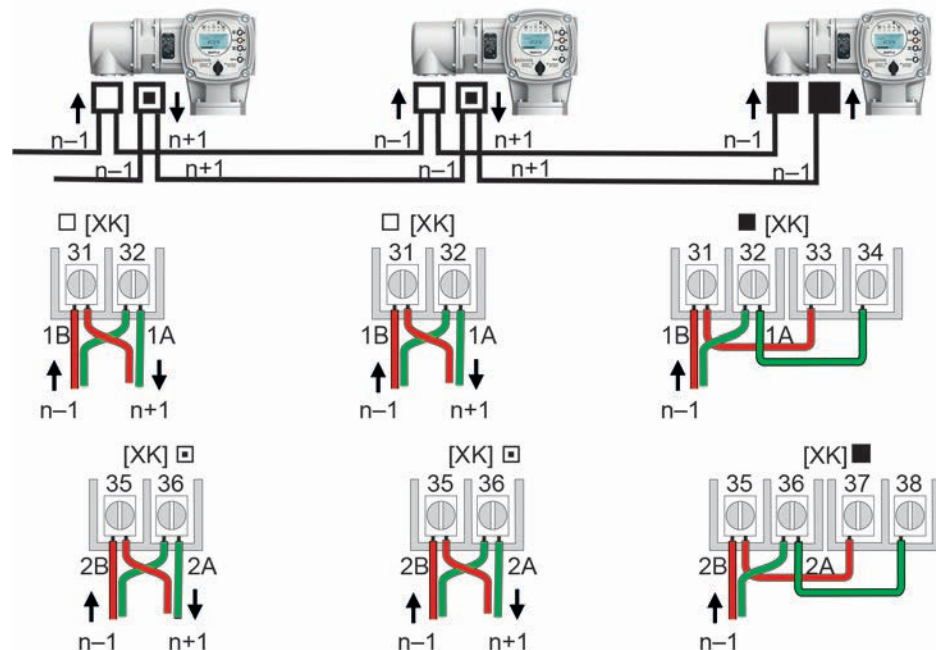 n–1 n+1 n–1 n+1 n–1
n–1 n+1 n–1 n+1 n–1
[XK] [XK] [XK]
31 32 31 32 31 32 33 34
1B 1A 1B 1A 1B 1A
n–1 n+1 n–1 n+1 n–1
[XK] [XK] [XK]
35 36 35 36 35 36 37 38
2B 2A 2B 2A 2B 2A
n–1 n+1 n–1 n+1 n–1